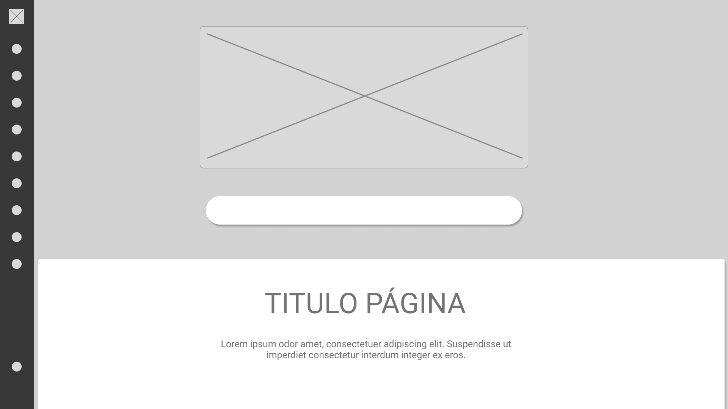 TITULO PÁGINA
Lorem ipsum odor amet, consectetuer adipiscing elit. Suspendisse ut
imperdiet consectetur interdum integer ex eros.